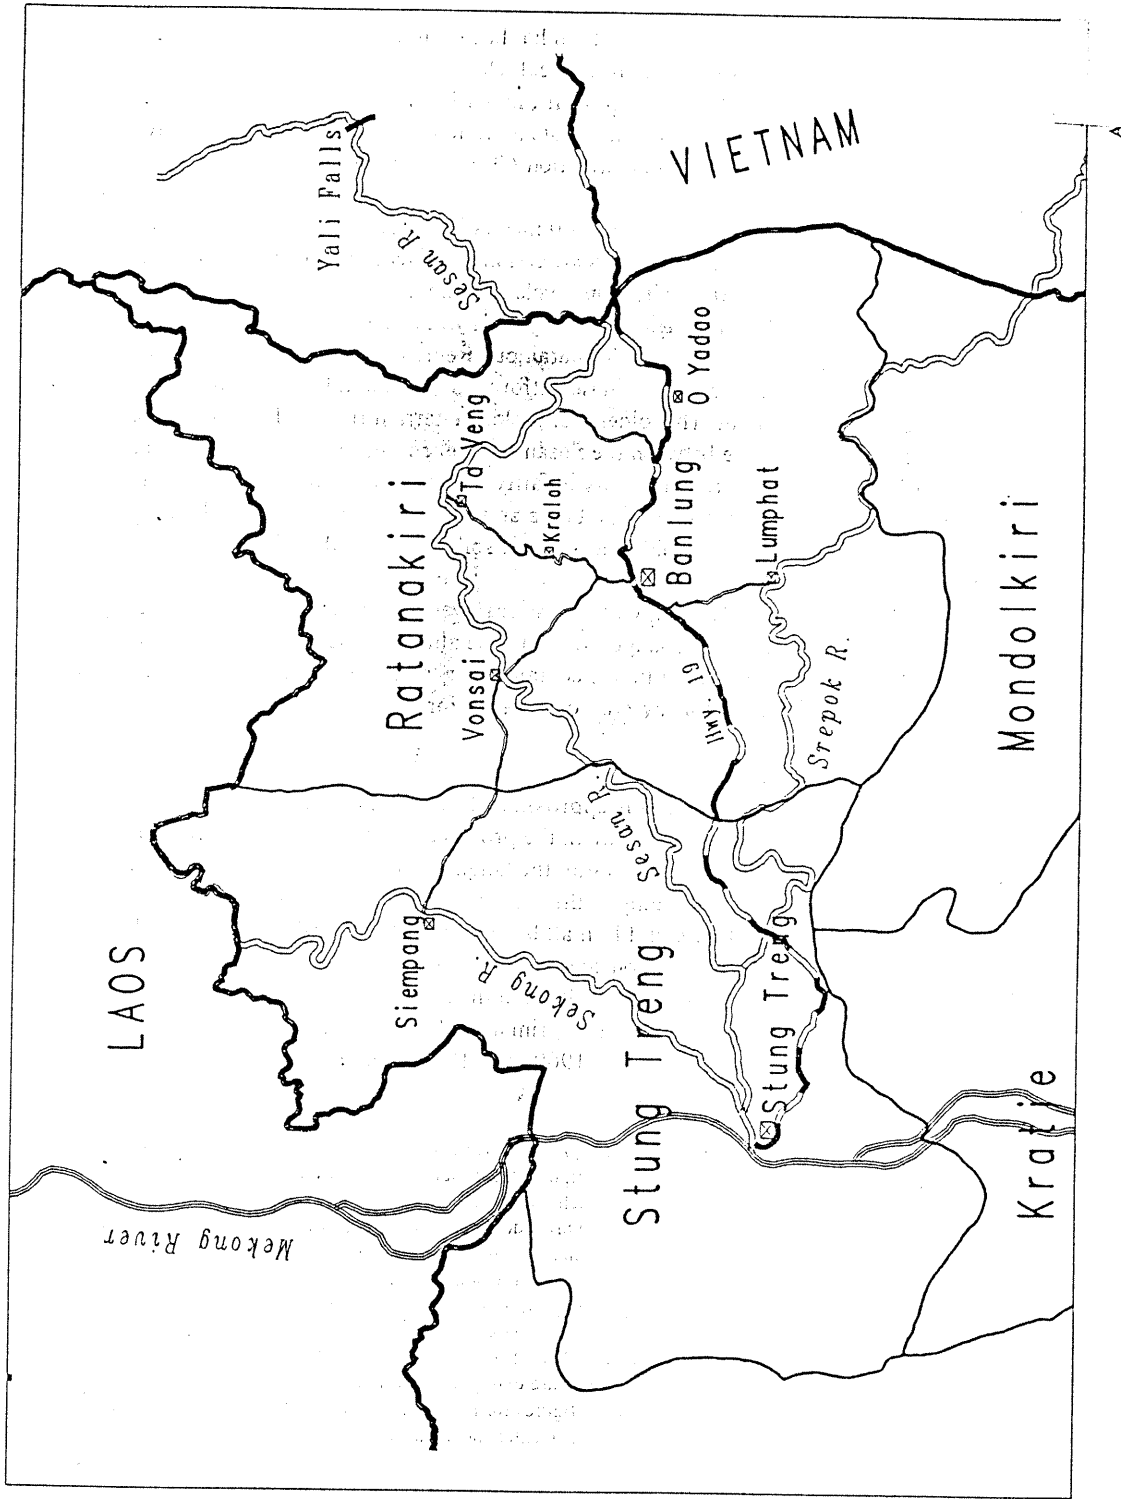 LAOS
VIETNAM
Yali Falls
Sesan R.
Ratanakiri
Ta Veng
O Yadao
Kralah
Banlung
Lumphat
Vonsai
Hwy. 19
Srepok R.
Mondolkiri
Siempang
Sekong R.
Sesan R.
Stung Treng
Stung Treng
Mekong River
Kratie